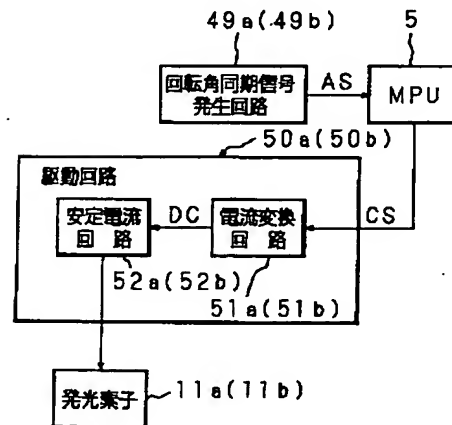 49a(49b)
5
回転角同期信号
発生回路
AS
MPU
50a(50b)
駆動回路
安定電流
回路
DC
電流変換
回路
CS
52a(52b)
51a(51b)
発光素子
11a(11b)